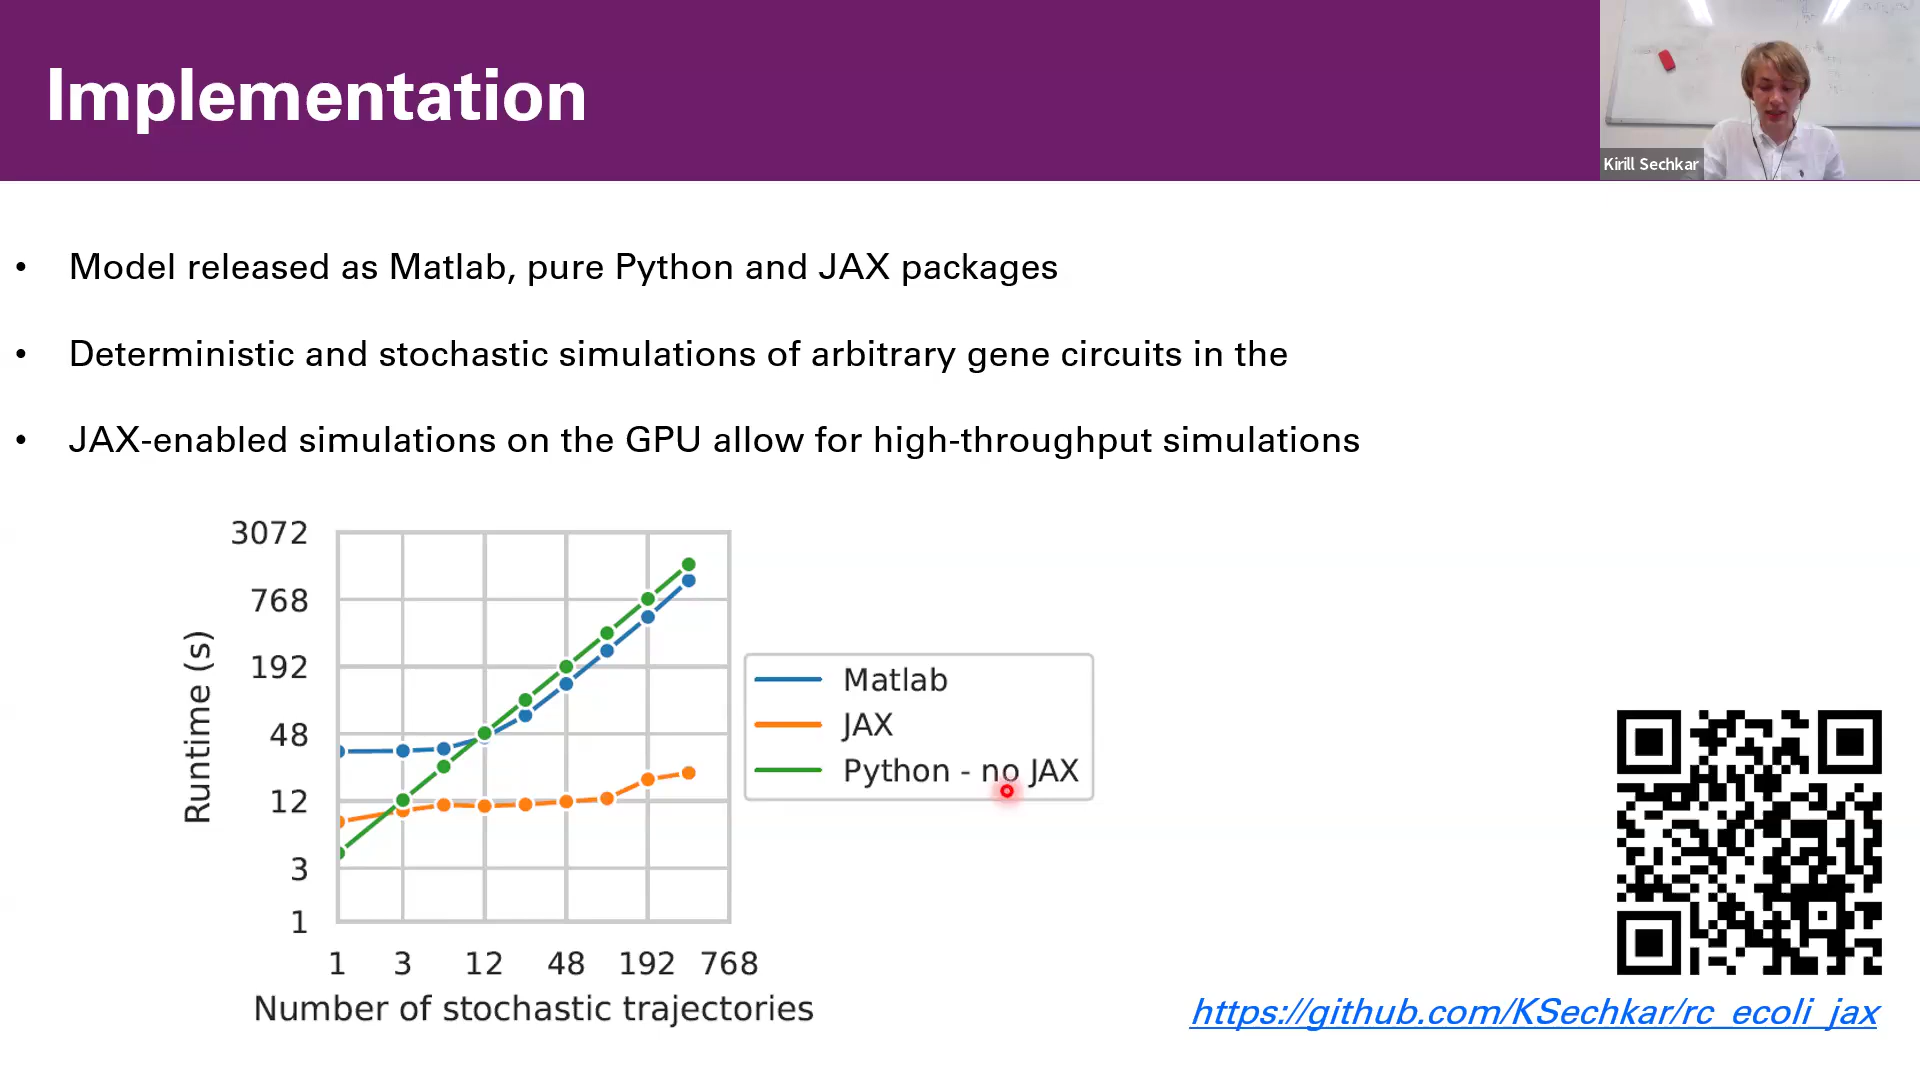 Implementation
Kirill Sechkar
• Model released as Matlab, pure Python and JAX packages
• Deterministic and stochastic simulations of arbitrary gene circuits in the
• JAX-enabled simulations on the GPU allow for high-throughput simulations
3072
768
192
48
12
3
1
Runtime (s)
1 3 12 48 192 768
Number of stochastic trajectories
Matlab
JAX
Python - no JAX
https://github.com/KSechkar/rc_ecoli_jax